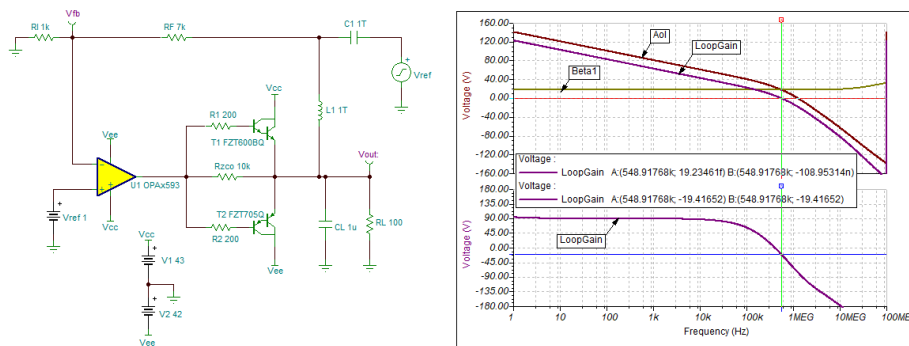 Vfb
RI 1k
RF 7k
C1 1T
Vref
Vcc
L1 1T
R1 200
T1 FZT600BQ
Vee
Rzco 10k
Vout
U1 OPAx593
T2 FZT705Q
Vref 1
Vcc
R2 200
CL 1u
RL 100
Vee
Vcc
V1 43
V2 42
Vee
160.00
120.00
80.00
40.00
0.00
-40.00
-80.00
-120.00
-160.00
Voltage (V)
Aol
LoopGain
Beta1
Voltage :
LoopGain A:(548.91768k; 19.23461f) B:(548.91768k; -108.95314n)
Voltage :
LoopGain A:(548.91768k; -19.41652) B:(548.91768k; -19.41652)
180.00
90.00
45.00
0.00
-45.00
-90.00
-135.00
-180.00
Voltage (V)
LoopGain
1 10 100 1k 10k 100k 1MEG 10MEG 100ME
Frequency (Hz)